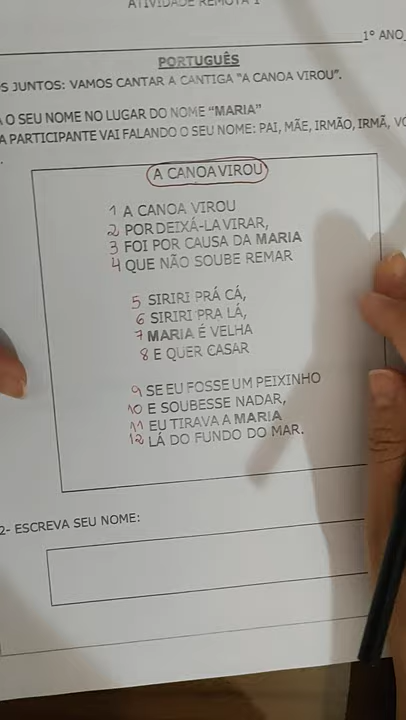 ATIVIDADE REMOTA 1
1º ANO
PORTUGUÊS
JUNTOS: VAMOS CANTAR A CANTIGA "A CANOA VIROU".
O SEU NOME NO LUGAR DO NOME "MARIA"
A PARTICIPANTE VAI FALANDO O SEU NOME: PAI, MÃE, IRMÃO, IRMÃ,
A CANOA VIROU
1 A CANOA VIROU
2 POR DEIXÁ-LA VIRAR,
3 FOI POR CAUSA DA MARIA
4 QUE NÃO SOUBE REMAR
5 SIRIRI PRÁ CÁ,
6 SIRIRI PRA LÁ,
7 MARIA É VELHA
8 E QUER CASAR
9 SE EU FOSSE UM PEIXINHO
10 E SOUBESSE NADAR,
11 EU TIRAVA A MARIA
12 LÁ DO FUNDO DO MAR.
2- ESCREVA SEU NOME: